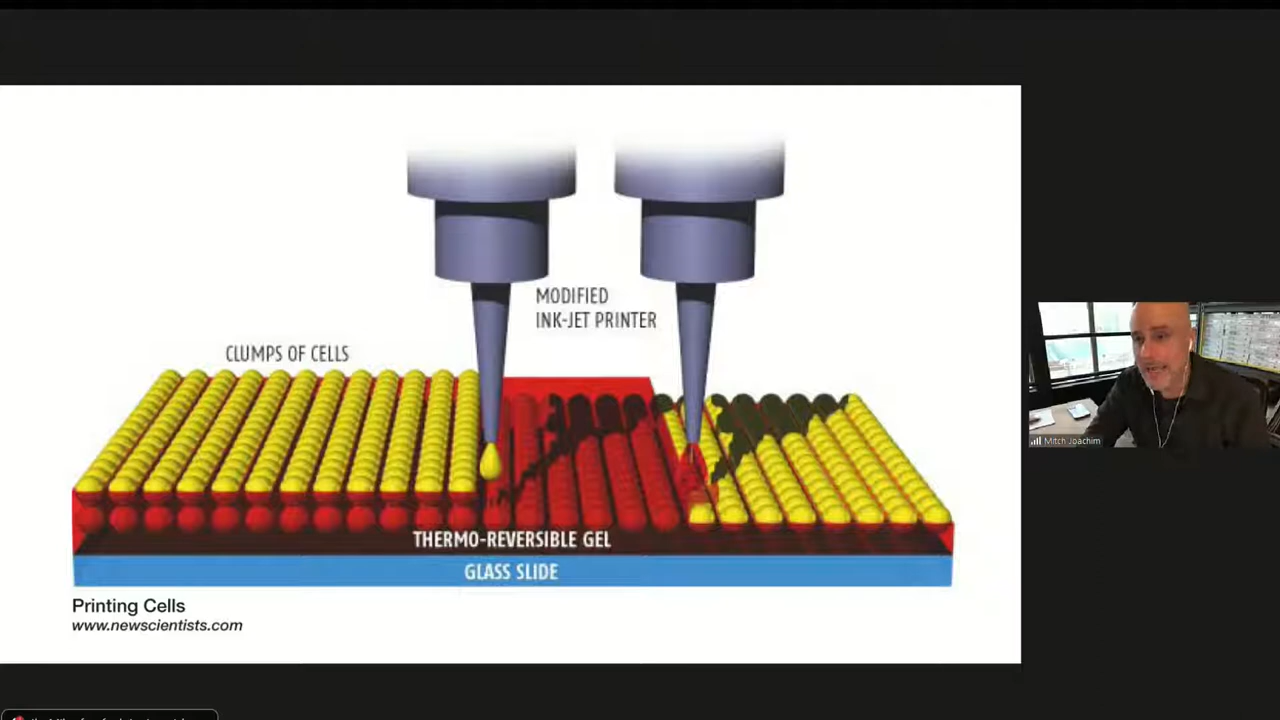 MODIFIED
INK-JET PRINTER
CLUMPS OF CELLS
THERMO-REVERSIBLE GEL
GLASS SLIDE
Printing Cells
www.newscientists.com
Mitch Joachim